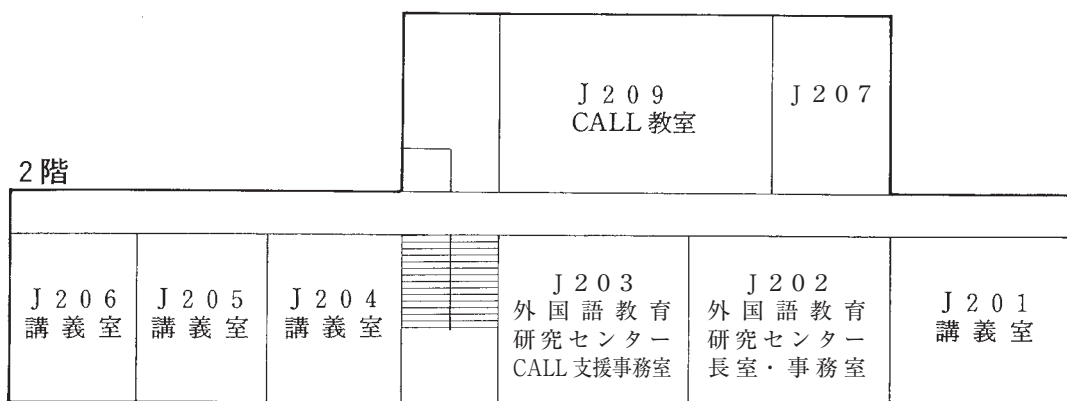 J209
CALL教室
J207
2階
J206
講義室
J205
講義室
J204
講義室
J203
外国語教育
研究センター
CALL支援事務室
J202
外国語教育
研究センター
長室・事務室
J201
講義室